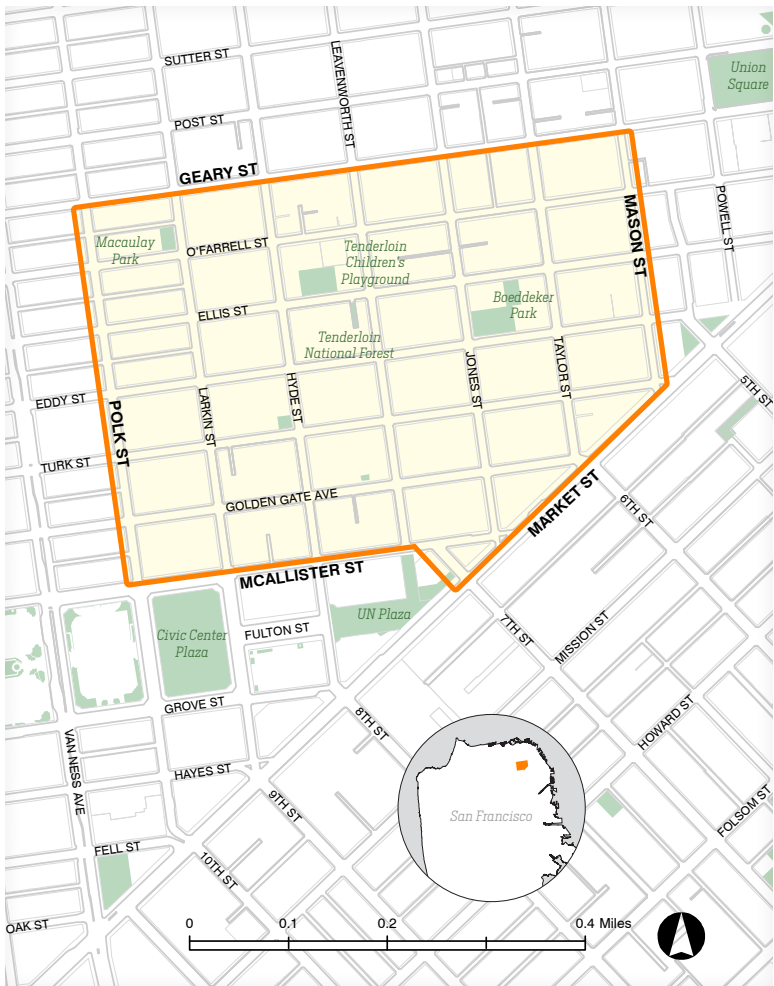 SUTTER ST
LEAVENWORTH ST
Union
Square
POST ST
GEARY ST
MASON ST
POWELL ST
Macaulay
Park
O'FARRELL ST
Tenderloin
Children's
Playground
Boeddeker
Park
ELLIS ST
Tenderloin
National Forest
EDDY ST
POLK ST
LARKIN ST
HYDE ST
JONES ST
TAYLOR ST
5TH ST
TURK ST
GOLDEN GATE AVE
MARKET ST
6TH ST
MCALLISTER ST
Civic Center
Plaza
FULTON ST
UN Plaza
7TH ST
MISSION ST
GROVE ST
VAN NESS AVE
8TH ST
HOWARD ST
HAYES ST
9TH ST
San Francisco
FOLSOM ST
FELL ST
10TH ST
OAK ST
0 0.1 0.2 0.4 Miles